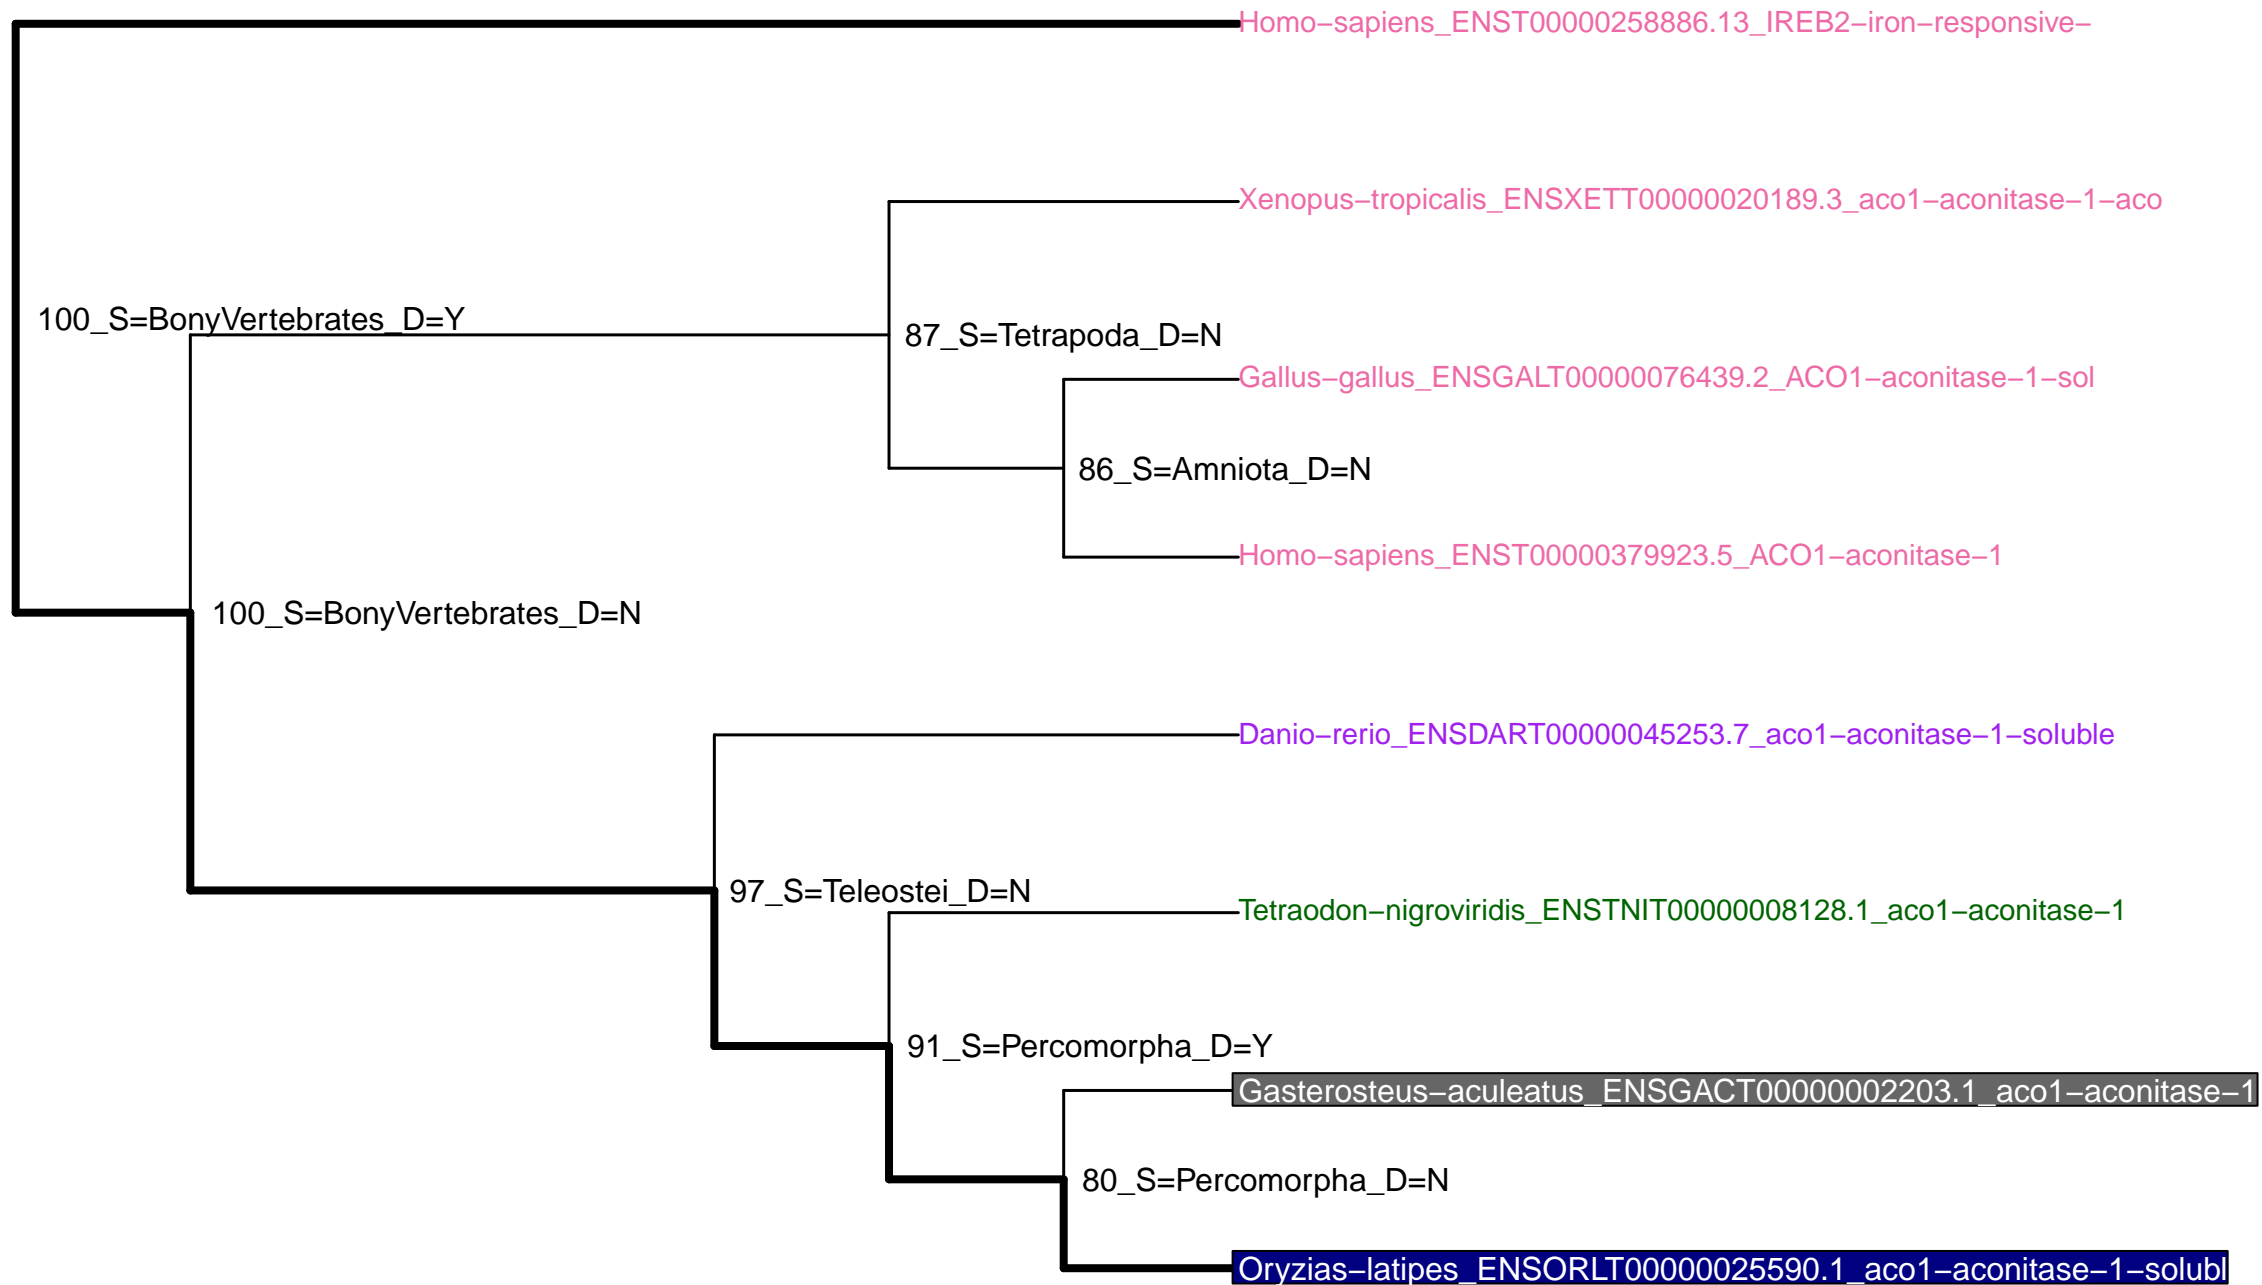 Homo−sapiens_ENST00000258886.13_IREB2−iron−responsive−
Xenopus−tropicalis_ENSXETT00000020189.3_aco1−aconitase−1−aco
100_S=BonyVertebrates_D=Y
87_S=Tetrapoda_D=N
Gallus−gallus_ENSGALT00000076439.2_ACO1−aconitase−1−sol
86_S=Amniota_D=N
Homo−sapiens_ENST00000379923.5_ACO1−aconitase−1
100_S=BonyVertebrates_D=N
Danio−rerio_ENSDART00000045253.7_aco1−aconitase−1−soluble
97_S=Teleostei_D=N
Tetraodon−nigroviridis_ENSTNIT00000008128.1_aco1−aconitase−1
91_S=Percomorpha_D=Y
Gasterosteus−aculeatus_ENSGACT00000002203.1_aco1−aconitase−1
80_S=Percomorpha_D=N
Oryzias−latipes_ENSORLT00000025590.1_aco1−aconitase−1−solubl